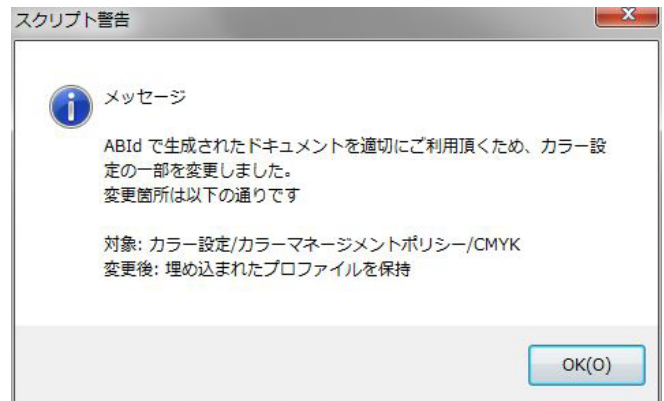 スクリプト警告
メッセージ
ABId で生成されたドキュメントを適切にご利用頂くため、カラー設
定の一部を変更しました。
変更箇所は以下の通りです
対象: カラー設定/カラーマネージメントポリシー/CMYK
変更後: 埋め込まれたプロファイルを保持
OK(O)